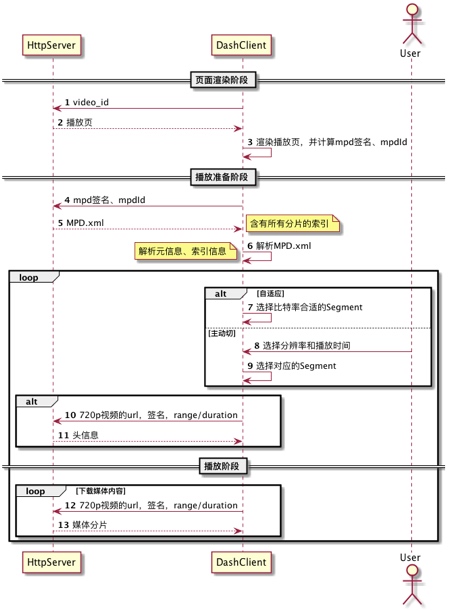 User
HttpServer
DashClient
页面渲染阶段
1 video_id
2 播放页
3 渲染播放页，并计算mpd签名、mpdId
播放准备阶段
4 mpd签名、mpdId
5 MPD.xml
含有所有分片的索引
解析元信息、索引信息
6 解析MPD.xml
loop
alt [自适应]
7 选择比特率合适的Segment
[主动切]
8 选择分辨率和播放时间
9 选择对应的Segment
alt
10 720p视频的url，签名，range/duration
11 头信息
播放阶段
loop [下载媒体内容]
12 720p视频的url，签名，range/duration
13 媒体分片
HttpServer
DashClient
User